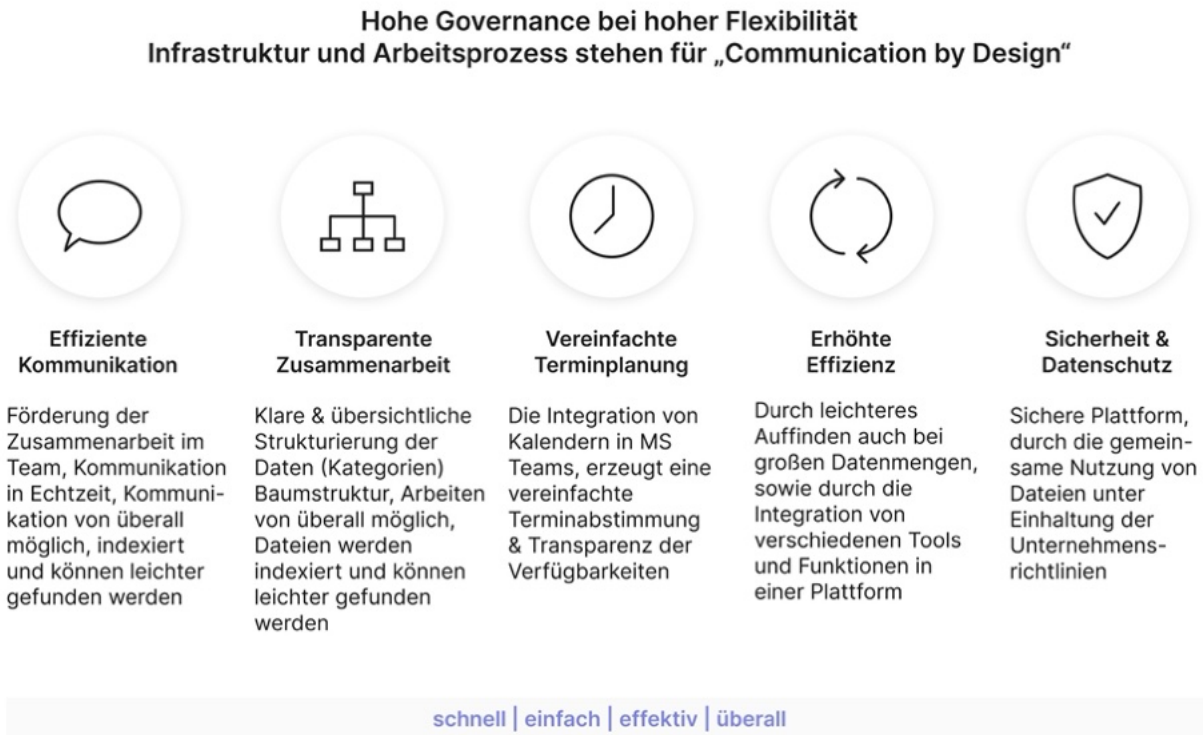 Hohe Governance bei hoher Flexibilität
Infrastruktur und Arbeitsprozess stehen für „Communication by Design“
Effiziente
Kommunikation
Förderung der
Zusammenarbeit im
Team, Kommunikation
in Echtzeit, Kommuni-
kation von überall
möglich, indexiert
und können leichter
gefunden werden
Transparente
Zusammenarbeit
Klare & übersichtliche
Strukturierung der
Daten (Kategorien)
Baumstruktur, Arbeiten
von überall möglich,
Dateien werden
indexiert und können
leichter gefunden
werden
Vereinfachte
Terminplanung
Die Integration von
Kalendern in MS
Teams, erzeugt eine
vereinfachte
Terminabstimmung
& Transparenz der
Verfügbarkeiten
Erhöhte
Effizienz
Durch leichteres
Auffinden auch bei
großen Datenmengen,
sowie durch die
Integration von
verschiedenen Tools
und Funktionen in
einer Plattform
Sicherheit &
Datenschutz
Sichere Plattform,
durch die gemein-
same Nutzung von
Dateien unter
Einhaltung der
Unternehmens-
richtlinien
schnell | einfach | effektiv | überall